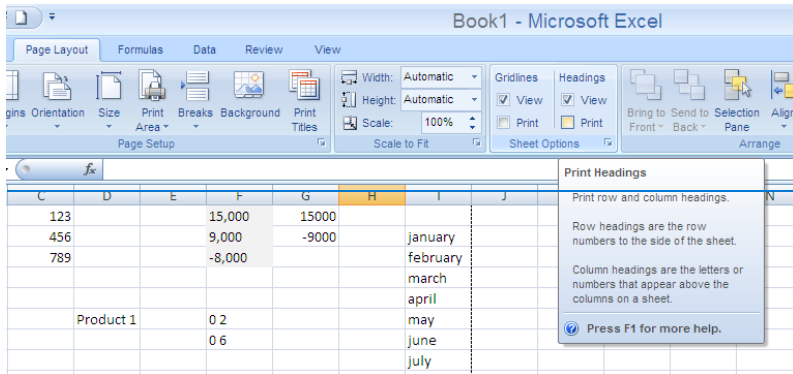 Book1 - Microsoft Excel
Page Layout Formulas Data Review View
Width: Automatic Gridlines Headings
Height: Automatic View View
gins Orientation Size Print Area Breaks Background Print Titles Scale: 100% Print Print Bring to Front Send to Back Selection Pane Align
Page Setup Scale to Fit Sheet Options Arrange
fx
Print Headings
C D E F G H I J N
Print row and column headings.
123 15,000 15000
Row headings are the row
456 9,000 -9000 january
numbers to the side of the sheet.
789 -8,000 february
Column headings are the letters or
march
numbers that appear above the
april
columns on a sheet.
Product 1 0 2 may
Press F1 for more help.
0 6 june
july